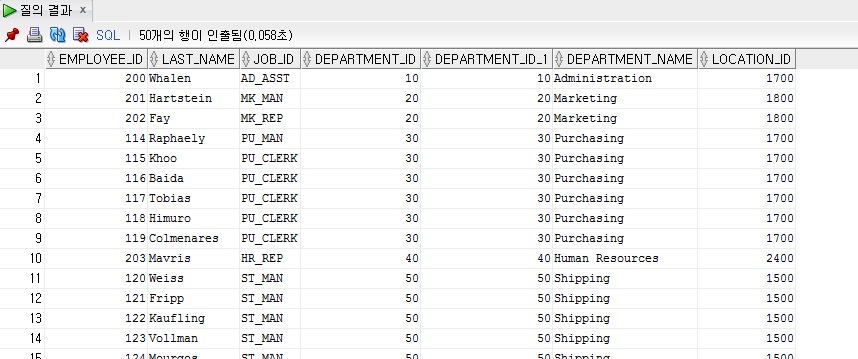 질의 결과 x
SQL | 50개의 행이 인출됨(0,058초)
EMPLOYEE_ID LAST_NAME JOB_ID DEPARTMENT_ID DEPARTMENT_ID_1 DEPARTMENT_NAME LOCATION_ID
1 200 Whalen AD_ASST 10 10 Administration 1700
2 201 Hartstein MK_MAN 20 20 Marketing 1800
3 202 Fay MK_REP 20 20 Marketing 1800
4 114 Raphaely PU_MAN 30 30 Purchasing 1700
5 115 Khoo PU_CLERK 30 30 Purchasing 1700
6 116 Baida PU_CLERK 30 30 Purchasing 1700
7 117 Tobias PU_CLERK 30 30 Purchasing 1700
8 118 Himuro PU_CLERK 30 30 Purchasing 1700
9 119 Colmenares PU_CLERK 30 30 Purchasing 1700
10 203 Mavris HR_REP 40 40 Human Resources 2400
11 120 Weiss ST_MAN 50 50 Shipping 1500
12 121 Fripp ST_MAN 50 50 Shipping 1500
13 122 Kaufling ST_MAN 50 50 Shipping 1500
14 123 Vollman ST_MAN 50 50 Shipping 1500
15 124 Mourgos ST_MAN 50 50 Shipping 1500